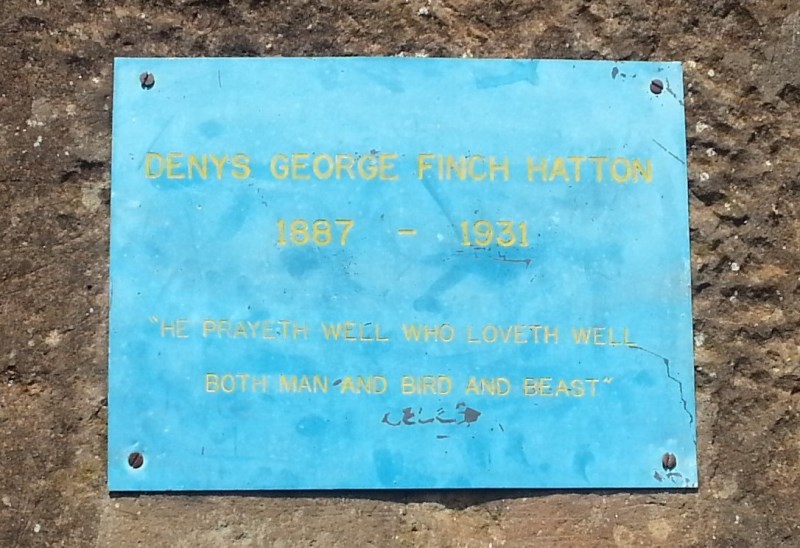 DENYS GEORGE FINCH HATTON
1887 - 1931
"HE PRAYETH WELL WHO LOVETH WELL
BOTH MAN AND BIRD AND BEAST"